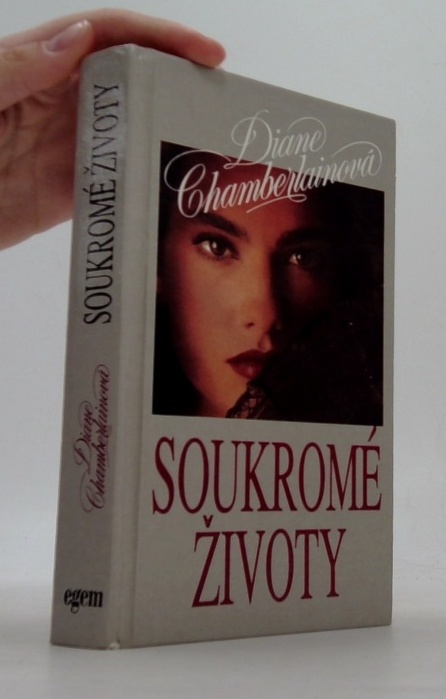 Diane
Chamberlainová
SOUKROMÉ
ŽIVOTY
SOUKROMÉ ŽIVOTY
Diane
Chamberlainová
egem